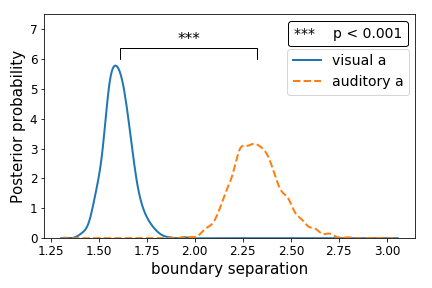 *** p < 0.001
***
visual a
auditory a
Posterior probability
7
6
5
4
3
2
1
0
1.25 1.50 1.75 2.00 2.25 2.50 2.75 3.00
boundary separation